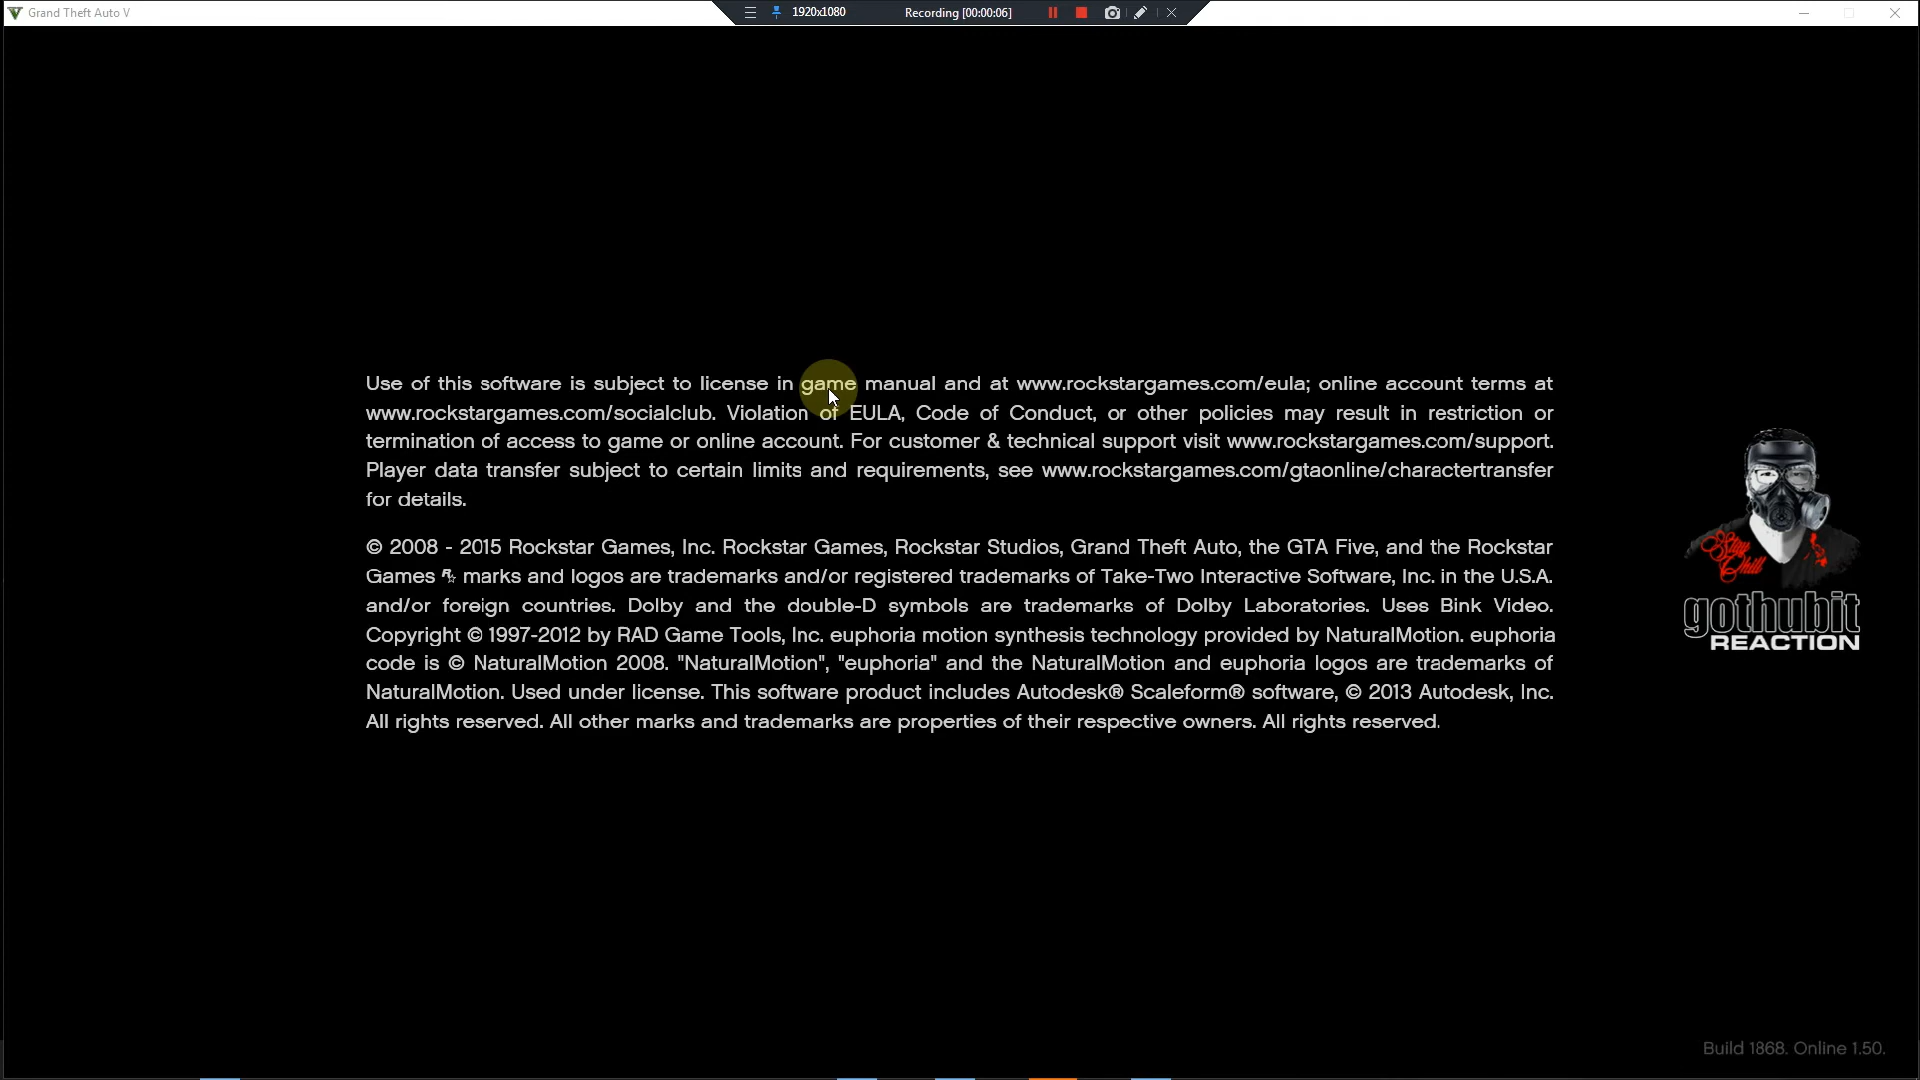 Grand Theft Auto V
1920x1080
Recording [00:00:06]
Use of this software is subject to license in game manual and at www.rockstargames.com/eula; online account terms at
www.rockstargames.com/socialclub. Violation of EULA, Code of Conduct, or other policies may result in restriction or
termination of access to game or online account. For customer & technical support visit www.rockstargames.com/support.
Player data transfer subject to certain limits and requirements, see www.rockstargames.com/gtaonline/charactertransfer
for details.
© 2008 - 2015 Rockstar Games, Inc. Rockstar Games, Rockstar Studios, Grand Theft Auto, the GTA Five, and the Rockstar
Games R* marks and logos are trademarks and/or registered trademarks of Take-Two Interactive Software, Inc. in the U.S.A.
and/or foreign countries. Dolby and the double-D symbols are trademarks of Dolby Laboratories. Uses Bink Video.
Copyright © 1997-2012 by RAD Game Tools, Inc. euphoria motion synthesis technology provided by NaturalMotion. euphoria
code is © NaturalMotion 2008. "NaturalMotion", "euphoria" and the NaturalMotion and euphoria logos are trademarks of
NaturalMotion. Used under license. This software product includes Autodesk® Scaleform® software, © 2013 Autodesk, Inc.
All rights reserved. All other marks and trademarks are properties of their respective owners. All rights reserved.
Stay
Chill
gothubit
REACTION
Build 1868. Online 1.50.